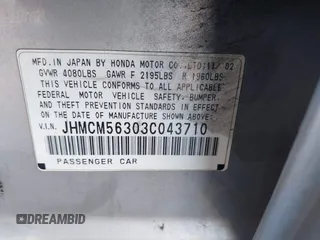 MFD. IN JAPAN BY HONDA MOTOR CO., LTD. 11/02
GVWR 4080LBS GAWR F 2195LBS R 1960LBS
THIS VEHICLE CONFORMS TO ALL APPLICABLE
FEDERAL MOTOR VEHICLE SAFETY, BUMPER,
AND THEFT PREVENTION STANDARDS IN EFFECT
ON THE DATE OF MANUFACTURE SHOWN ABOVE.
V.I.N. JHMCM56303C043710
PASSENGER CAR
DREAMBID